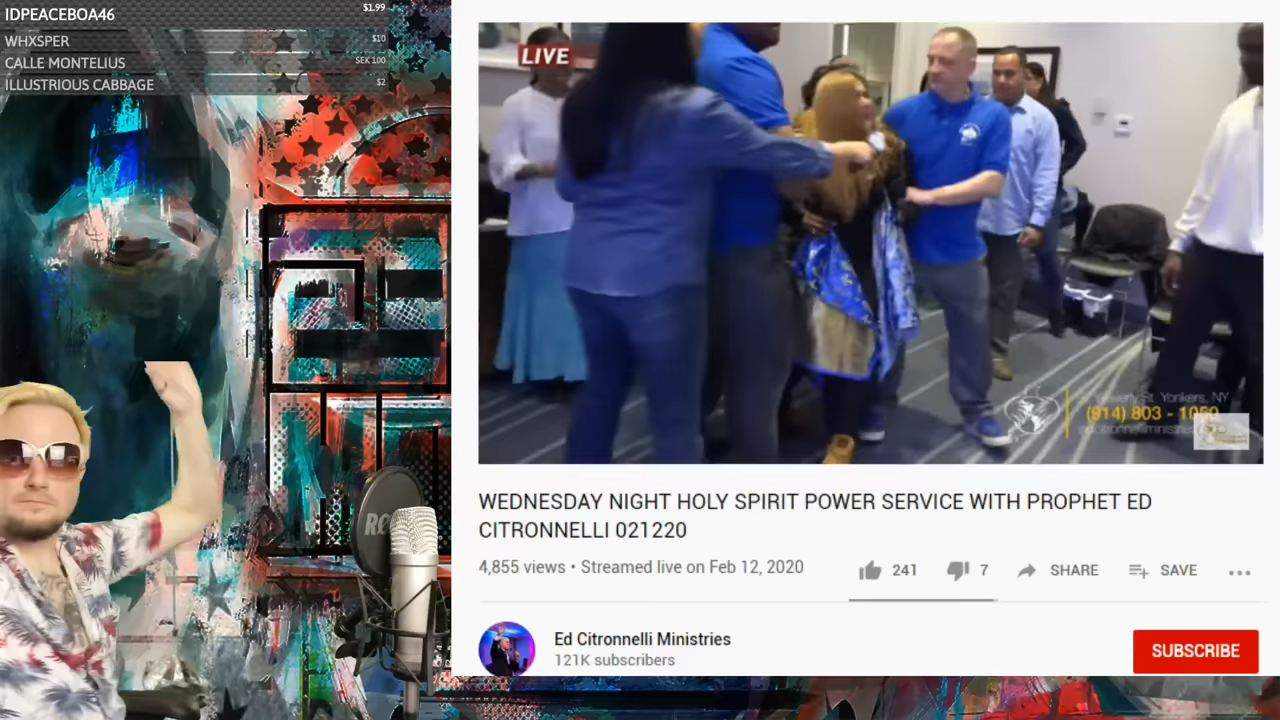 IDPEACEBOA46 $1.99
WHXSPER $10
CALLE MONTELIUS SEK 100
ILLUSTRIOUS CABBAGE $2
LIVE
St. Yonkers, NY
(914) 803 - 1060
WEDNESDAY NIGHT HOLY SPIRIT POWER SERVICE WITH PROPHET ED
CITRONNELLI 021220
4,855 views • Streamed live on Feb 12, 2020
241
7
SHARE
SAVE
Ed Citronnelli Ministries
121K subscribers
SUBSCRIBE